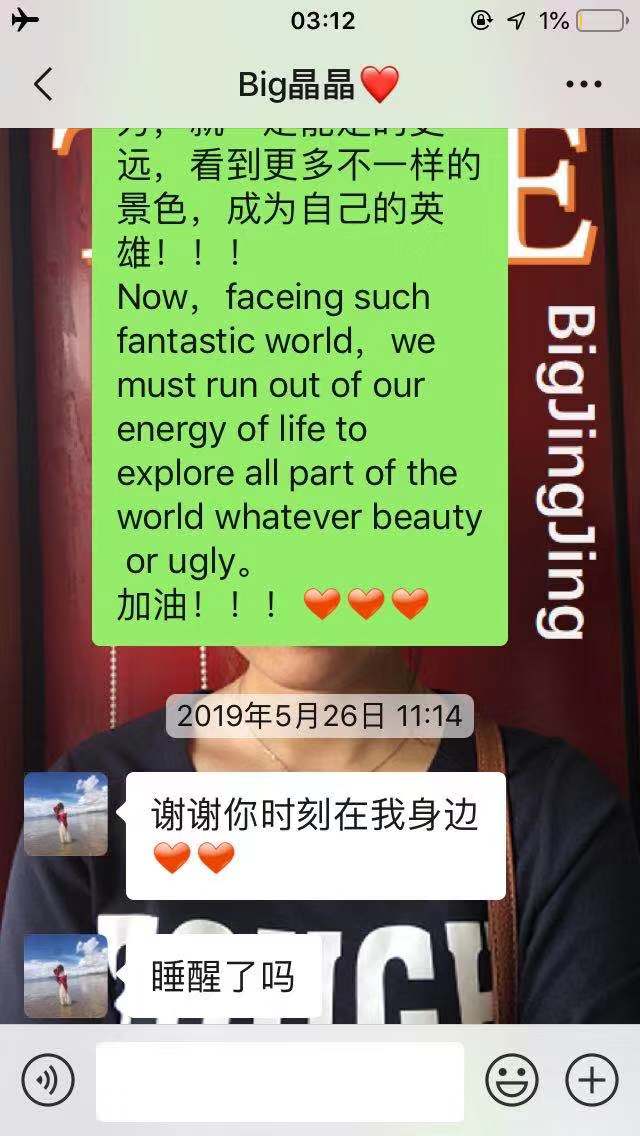 03:12
1%
Big晶晶❤️
远，看到更多不一样的
景色，成为自己的英
雄！！！
Now，faceing such
fantastic world，we
must run out of our
energy of life to
explore all part of the
world whatever beauty
or ugly。
加油！！！❤️❤️❤️
BigJingJing
2019年5月26日 11:14
谢谢你时刻在我身边
❤️❤️
睡醒了吗